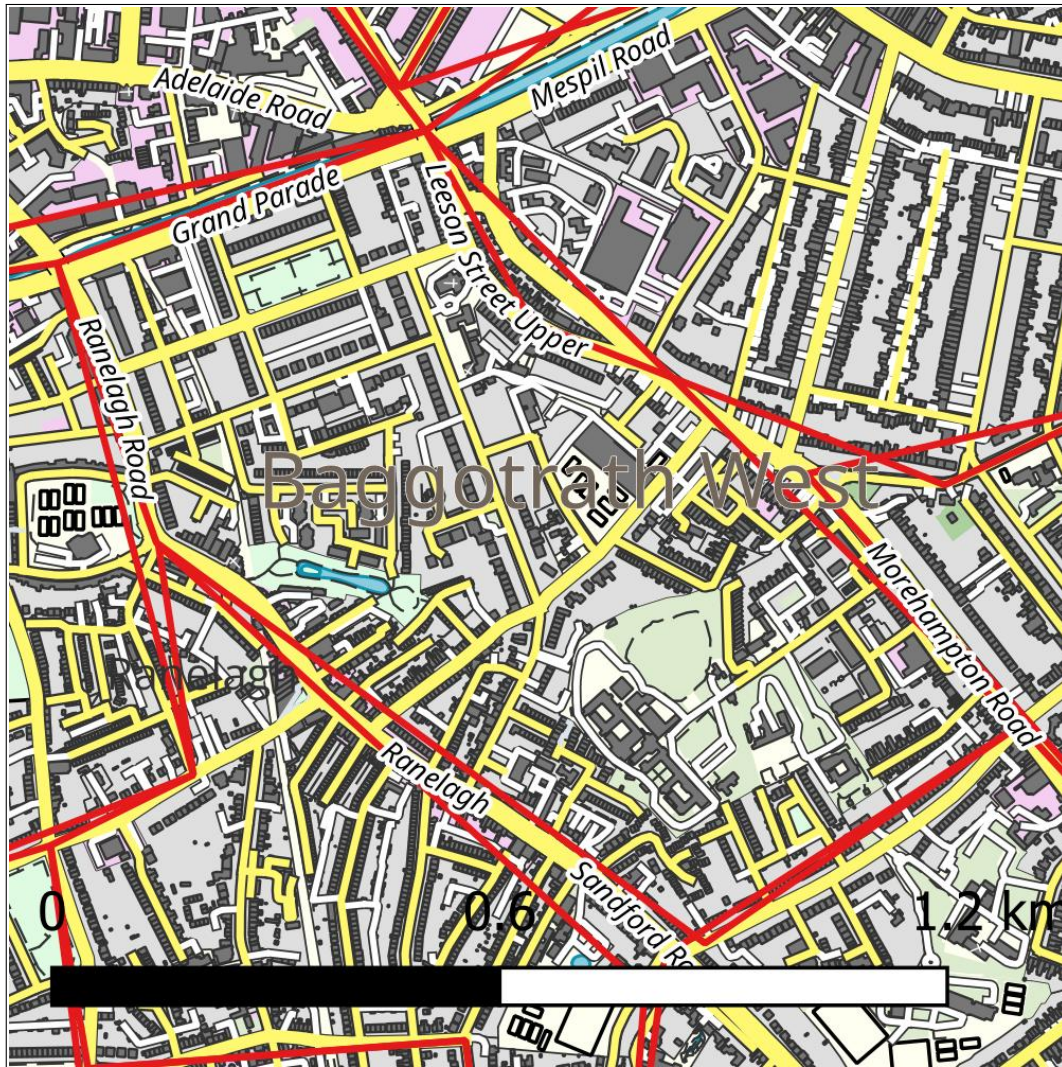 Adelaide Road
Mespil Road
Grand Parade
Leeson Street Upper
Ranelagh Road
Baggotrath West
Morehampton Road
Ranelagh
Ranelagh
Sandford Ro
0
0.6
1.2 km